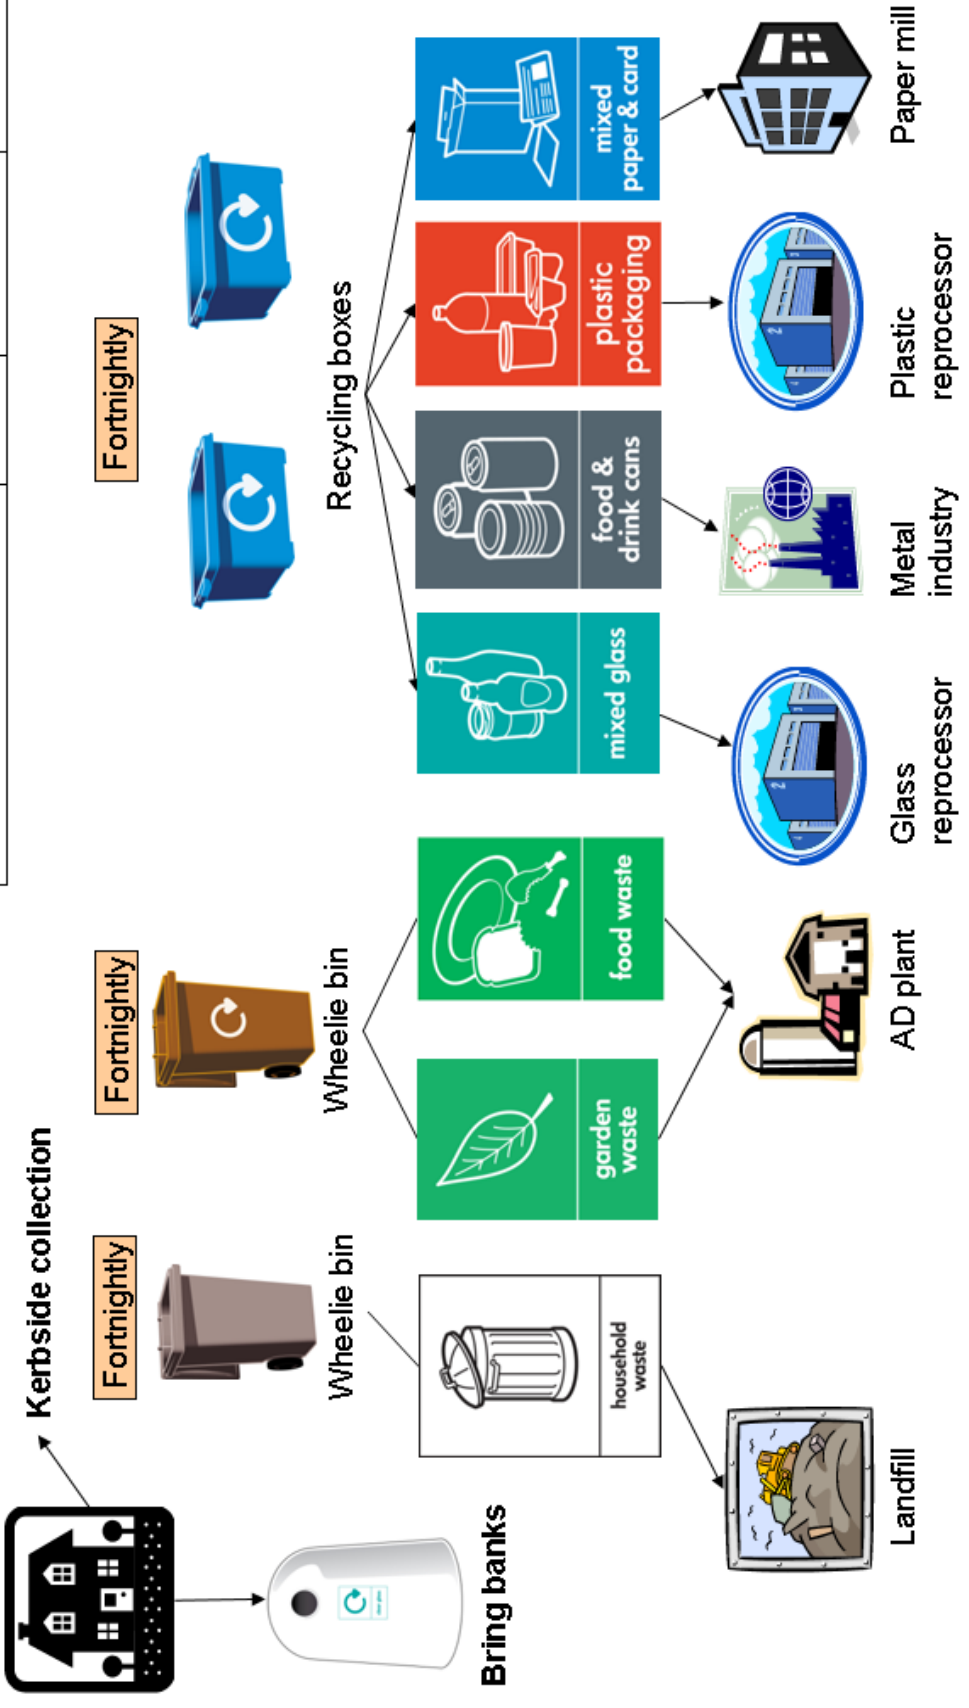 Kerbside collection
Fortnightly
Fortnightly
Fortnightly
Wheelie bin
Wheelie bin
Recycling boxes
Bring banks
household
waste
garden
waste
food waste
mixed glass
food &
drink cans
plastic
packaging
mixed
paper & card
Landfill
AD plant
Glass
reprocessor
Metal
industry
Plastic
reprocessor
Paper mill
2
2